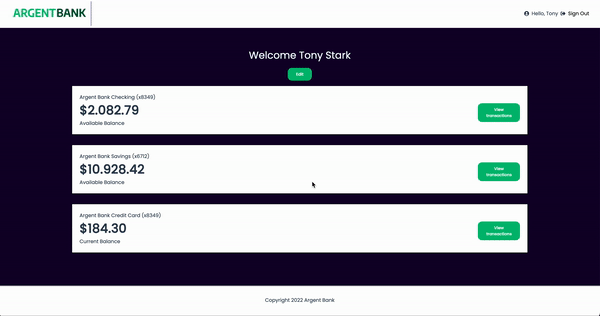 ARGENTBANK
Hello, Tony Sign Out
Welcome Tony Stark
Edit
Argent Bank Checking (x8349)
$2.082.79
Available Balance
View
transactions
Argent Bank Savings (x6712)
$10.928.42
Available Balance
View
transactions
Argent Bank Credit Card (x8349)
$184.30
Current Balance
View
transactions
Copyright 2022 Argent Bank